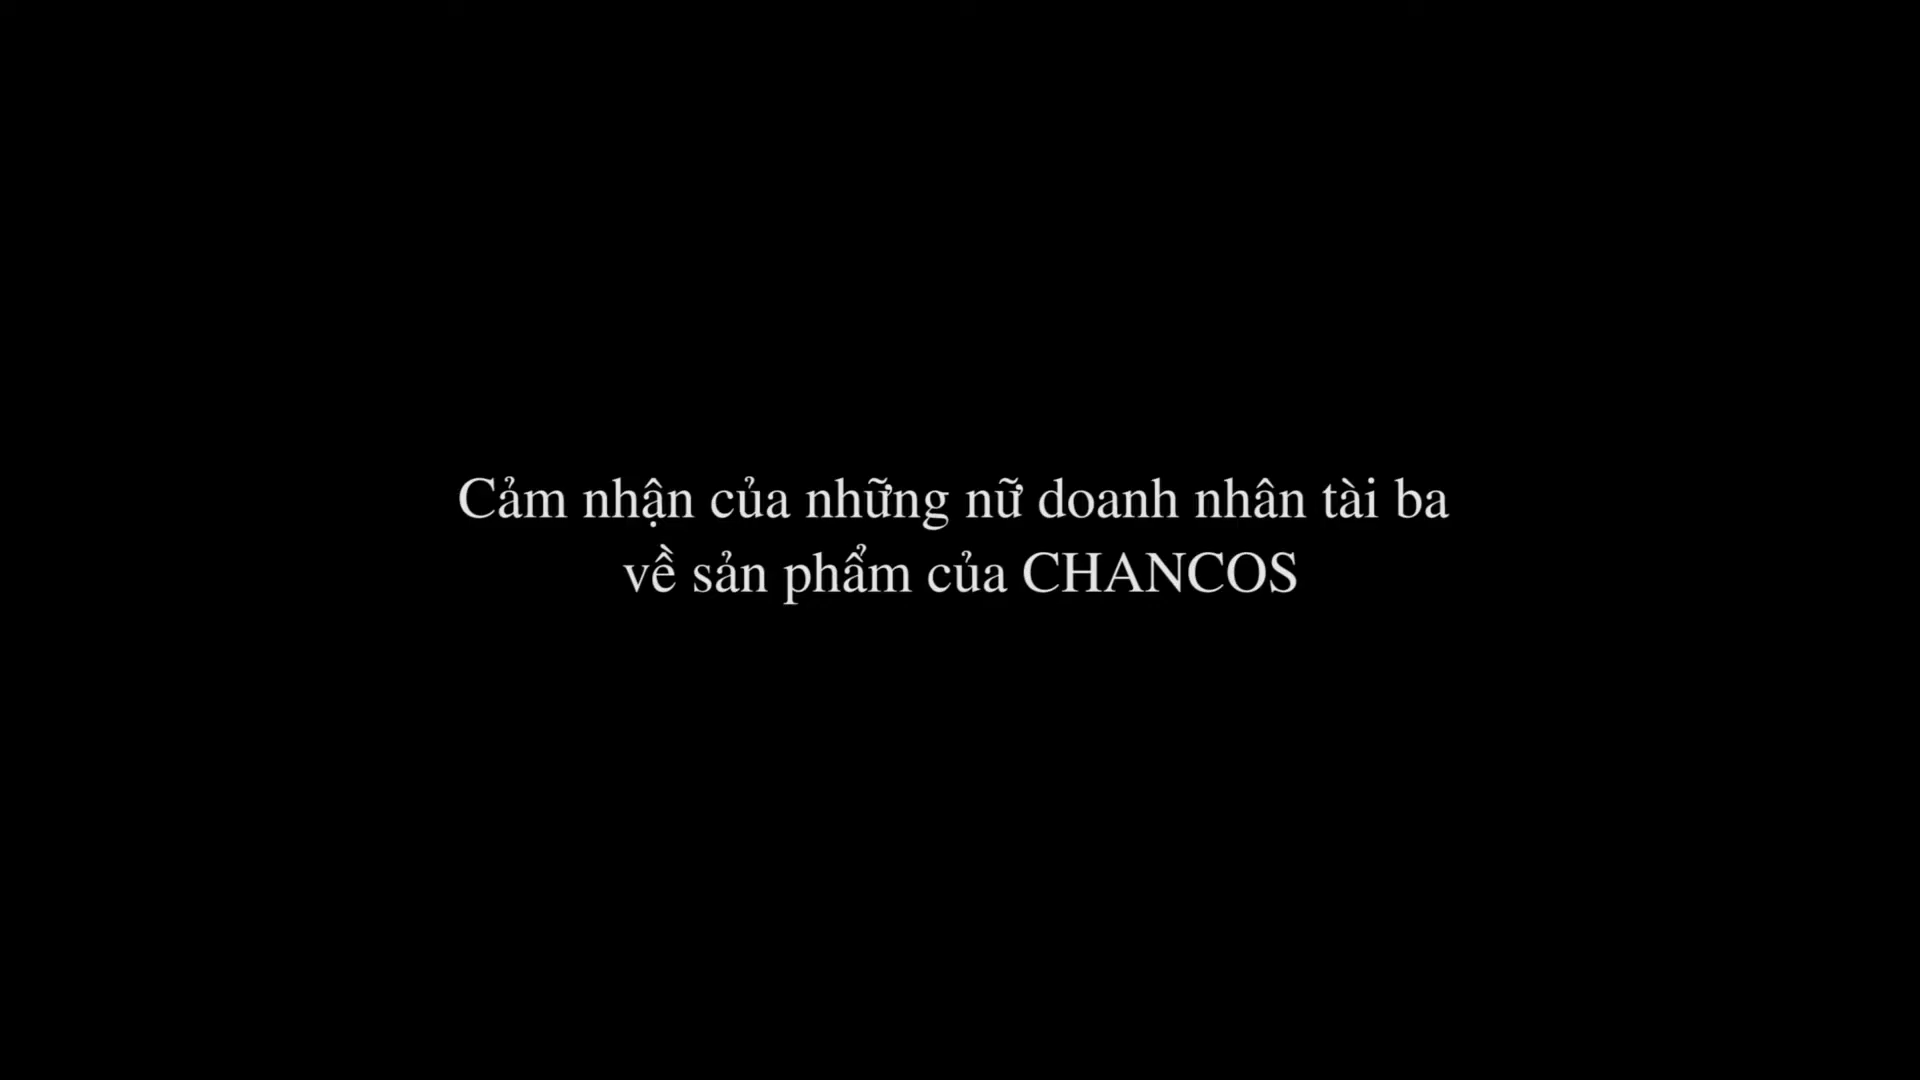 Cảm nhận của những nữ doanh nhân tài ba
về sản phẩm của CHANCOS